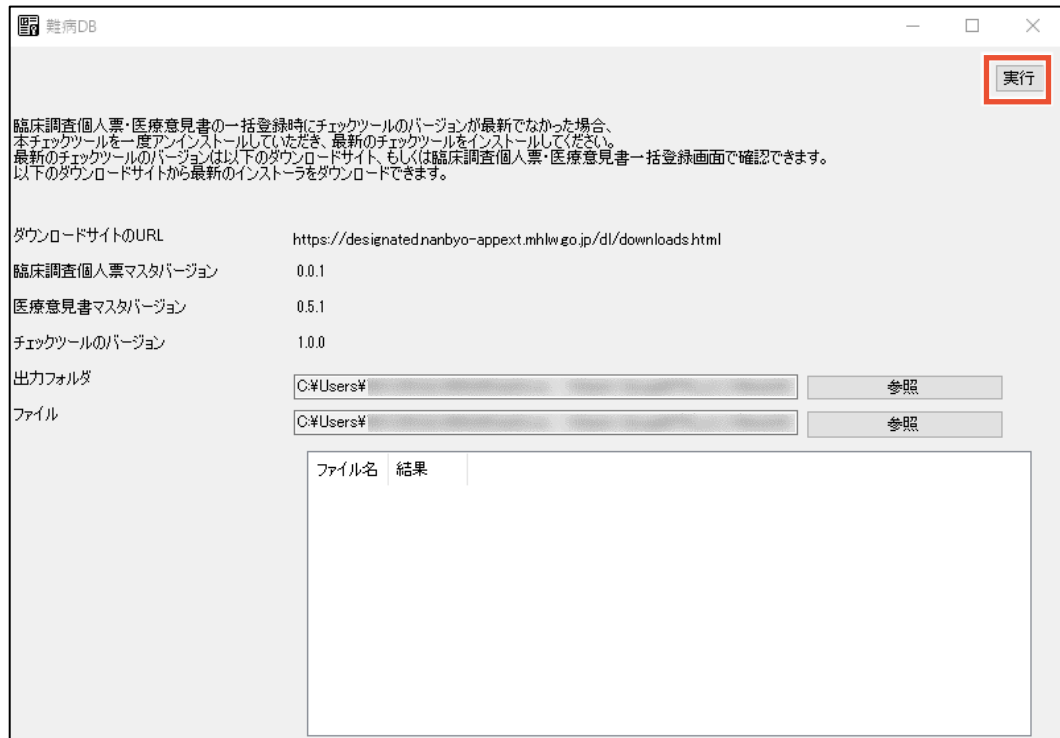 難病DB
実行
臨床調査個人票・医療意見書の一括登録時にチェックツールのバージョンが最新でなかった場合、
本チェックツールを一度アンインストールしていただき、最新のチェックツールをインストールしてください。
最新のチェックツールのバージョンは以下のダウンロードサイト、もしくは臨床調査個人票・医療意見書一括登録画面で確認できます。
以下のダウンロードサイトから最新のインストーラをダウンロードできます。
ダウンロードサイトのURL https://designated.nanbyo-appext.mhlw.go.jp/dl/downloads.html
臨床調査個人票マスタバージョン 0.0.1
医療意見書マスタバージョン 0.5.1
チェックツールのバージョン 1.0.0
出力フォルダ C:¥Users¥ 参照
ファイル C:¥Users¥ 参照
ファイル名 結果